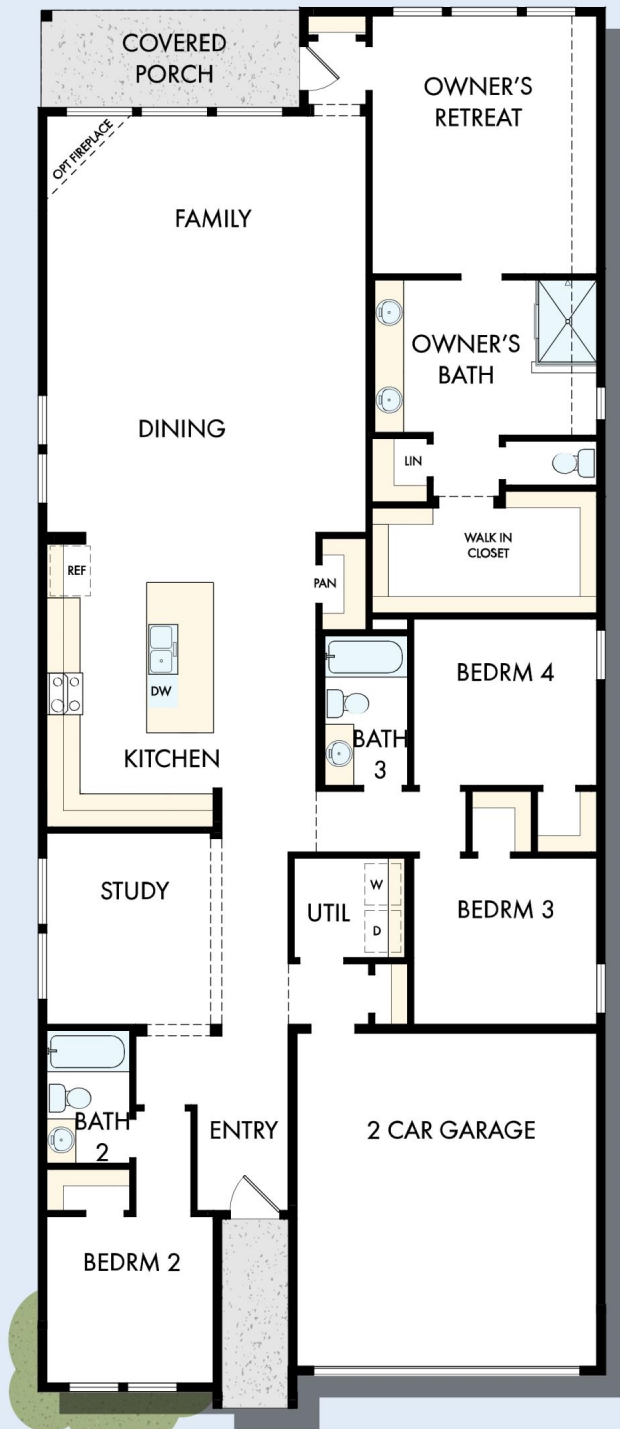 COVERED
PORCH
OWNER'S
RETREAT
OPT FIREPLACE
FAMILY
OWNER'S
BATH
DINING
LIN
WALK IN
CLOSET
REF
PAN
DW
BEDRM 4
KITCHEN
BATH
3
STUDY
W
UTIL
D
BEDRM 3
BATH
2
ENTRY
2 CAR GARAGE
BEDRM 2